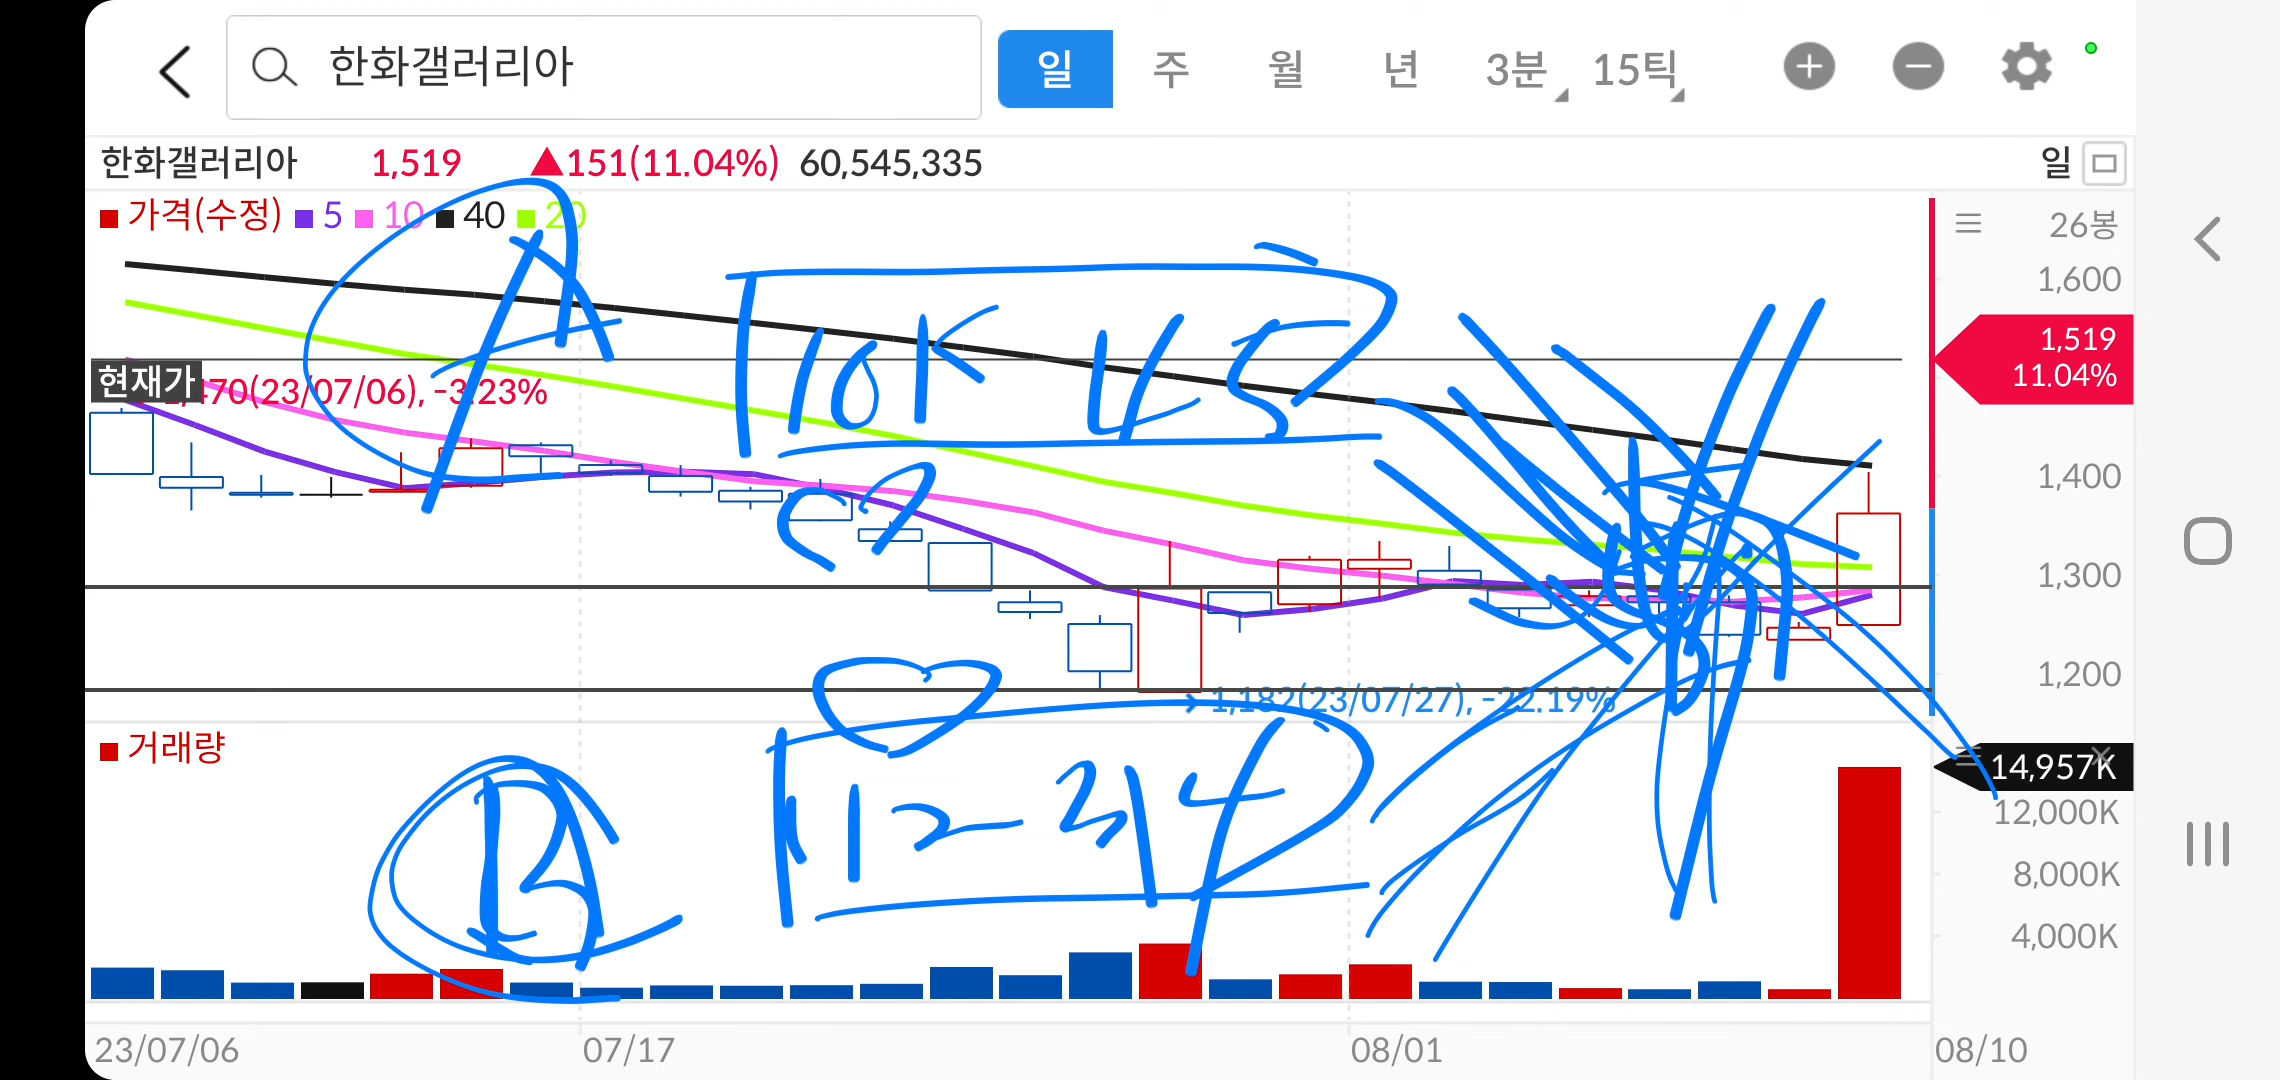 한화갤러리아 일 주 월 년 3분 15틱
한화갤러리아 1,519 ▲151(11.04%) 60,545,335 일
가격(수정) 5 10 40 20 26봉
1,600
A
1,519
11.04%
현재가 470(23/07/06), -3.23%
1,400
1,300
1,200
1,182(23/07/27), -22.19%
거래량
B
14,957K
12,000K
8,000K
4,000K
23/07/06 07/17 08/01 08/10